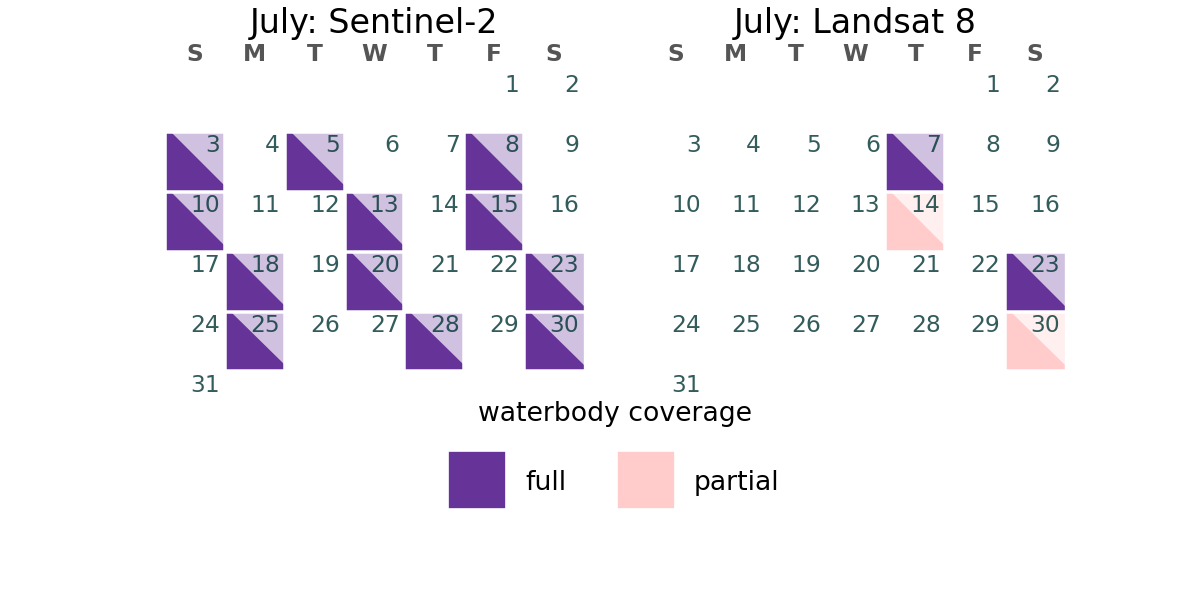 July: Sentinel-2
S M T W T F S
1 2
3 4 5 6 7 8 9
10 11 12 13 14 15 16
17 18 19 20 21 22 23
24 25 26 27 28 29 30
31
July: Landsat 8
S M T W T F S
1 2
3 4 5 6 7 8 9
10 11 12 13 14 15 16
17 18 19 20 21 22 23
24 25 26 27 28 29 30
31
waterbody coverage
full
partial